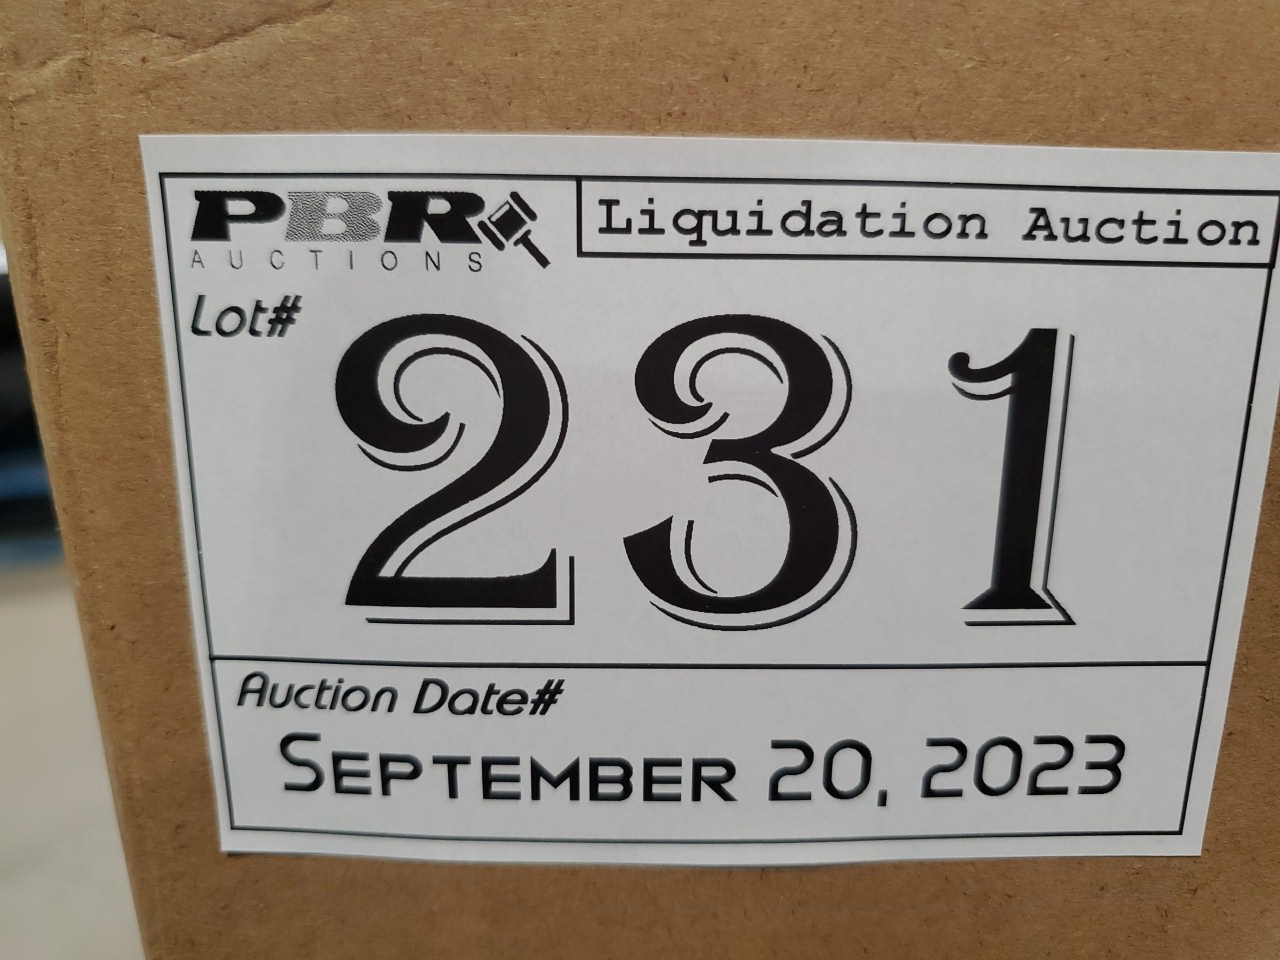 PBR
AUCTIONS
Liquidation Auction
Lot#
231
Auction Date#
SEPTEMBER 20, 2023